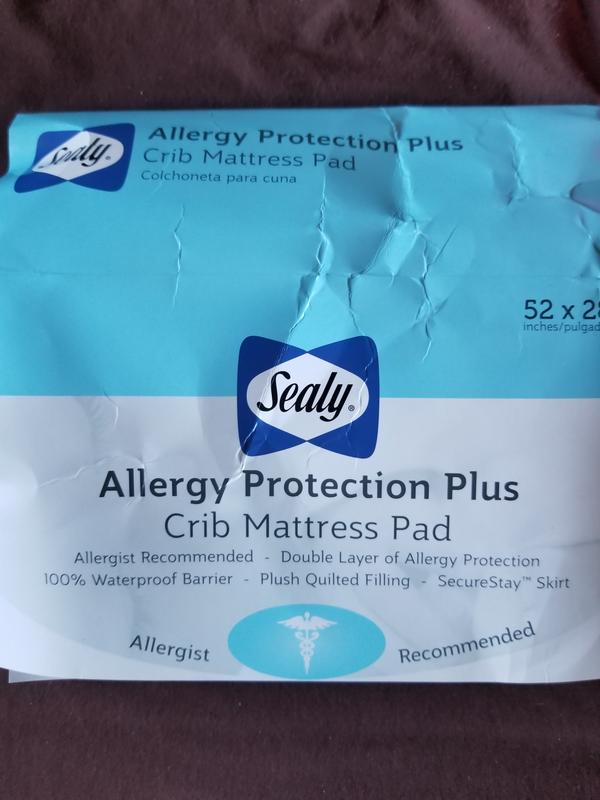 Sealy®
Allergy Protection Plus
Crib Mattress Pad
Colchoneta para cuna
52 x
Sealy®
Allergy Protection Plus
Crib Mattress Pad
Allergist Recommended - Double Layer of Allergy Protection
100% Waterproof Barrier - Plush Quilted Filling - SecureStay™ Skirt
Allergist Recommended